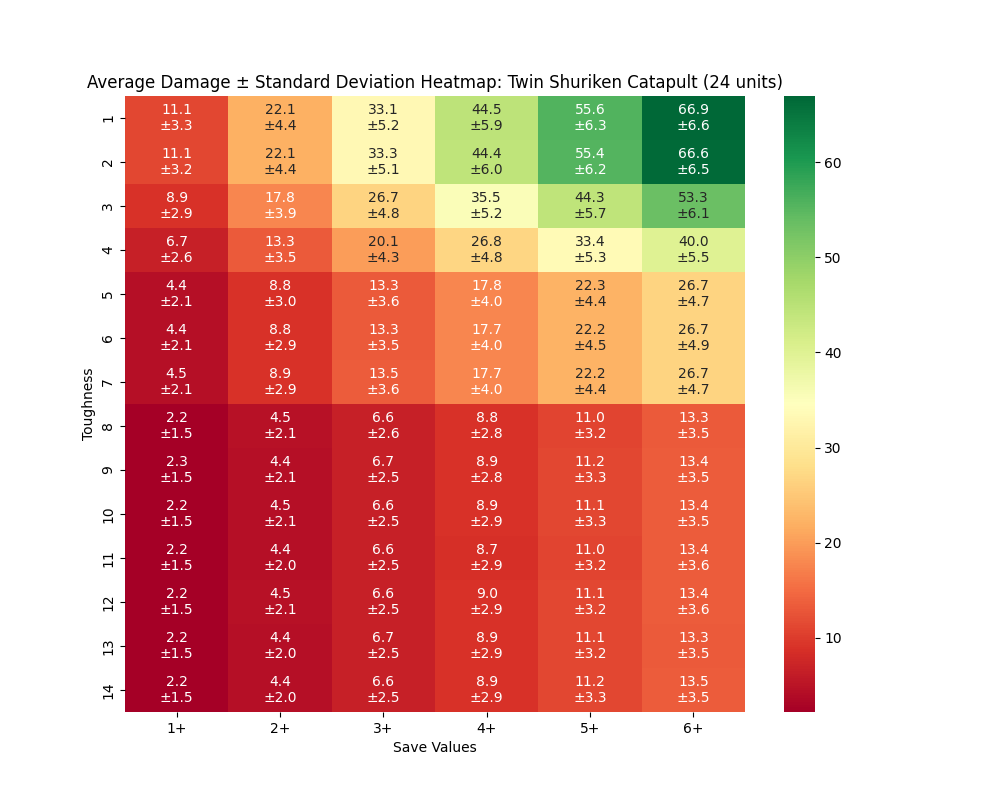 Average Damage ± Standard Deviation Heatmap: Twin Shuriken Catapult (24 units)
1 11.1 22.1 33.1 44.5 55.6 66.9
±3.3 ±4.4 ±5.2 ±5.9 ±6.3 ±6.6
2 11.1 22.1 33.3 44.4 55.4 66.6
±3.2 ±4.4 ±5.1 ±6.0 ±6.2 ±6.5
3 8.9 17.8 26.7 35.5 44.3 53.3
±2.9 ±3.9 ±4.8 ±5.2 ±5.7 ±6.1
4 6.7 13.3 20.1 26.8 33.4 40.0
±2.6 ±3.5 ±4.3 ±4.8 ±5.3 ±5.5
5 4.4 8.8 13.3 17.8 22.3 26.7
±2.1 ±3.0 ±3.6 ±4.0 ±4.4 ±4.7
6 4.4 8.8 13.3 17.7 22.2 26.7
±2.1 ±2.9 ±3.5 ±4.0 ±4.5 ±4.9
7 4.5 8.9 13.5 17.7 22.2 26.7
±2.1 ±2.9 ±3.6 ±4.0 ±4.4 ±4.7
8 2.2 4.5 6.6 8.8 11.0 13.3
±1.5 ±2.1 ±2.6 ±2.8 ±3.2 ±3.5
9 2.3 4.4 6.7 8.9 11.2 13.4
±1.5 ±2.1 ±2.5 ±2.8 ±3.3 ±3.5
10 2.2 4.5 6.6 8.9 11.1 13.4
±1.5 ±2.1 ±2.5 ±2.9 ±3.3 ±3.5
11 2.2 4.4 6.6 8.7 11.0 13.4
±1.5 ±2.0 ±2.5 ±2.9 ±3.2 ±3.6
12 2.2 4.5 6.6 9.0 11.1 13.4
±1.5 ±2.1 ±2.5 ±2.9 ±3.2 ±3.6
13 2.2 4.4 6.7 8.9 11.1 13.3
±1.5 ±2.0 ±2.5 ±2.9 ±3.2 ±3.5
14 2.2 4.4 6.6 8.9 11.2 13.5
±1.5 ±2.0 ±2.5 ±2.9 ±3.3 ±3.5
Toughness
1+ 2+ 3+ 4+ 5+ 6+
Save Values
60
50
40
30
20
10